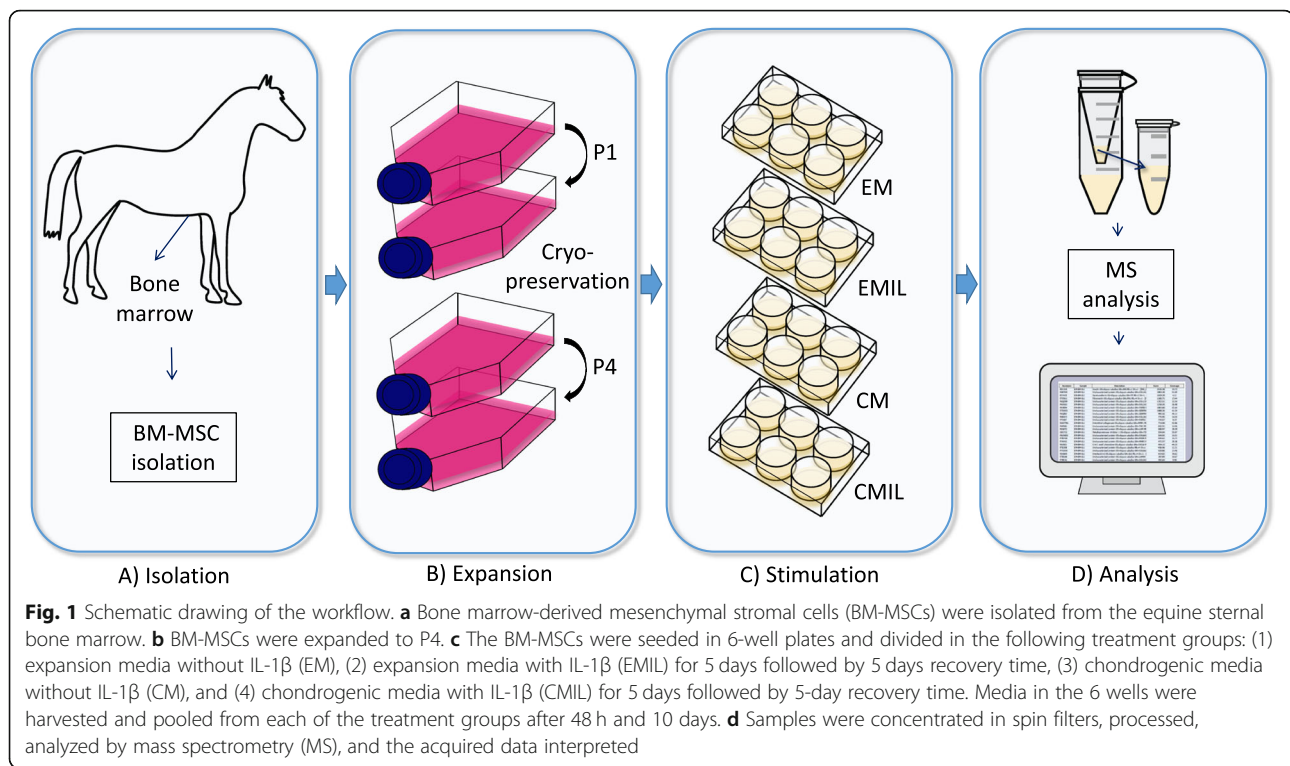 Bone
marrow
BM-MSC
isolation
A) Isolation
P1
Cryo-
preservation
P4
B) Expansion
EM
EMIL
CM
CMIL
C) Stimulation
MS
analysis
D) Analysis
Fig. 1 Schematic drawing of the workflow. a Bone marrow-derived mesenchymal stromal cells (BM-MSCs) were isolated from the equine sternal
bone marrow. b BM-MSCs were expanded to P4. c The BM-MSCs were seeded in 6-well plates and divided in the following treatment groups: (1)
expansion media without IL-1β (EM), (2) expansion media with IL-1β (EMIL) for 5 days followed by 5 days recovery time, (3) chondrogenic media
without IL-1β (CM), and (4) chondrogenic media with IL-1β (CMIL) for 5 days followed by 5-day recovery time. Media in the 6 wells were
harvested and pooled from each of the treatment groups after 48 h and 10 days. d Samples were concentrated in spin filters, processed,
analyzed by mass spectrometry (MS), and the acquired data interpreted